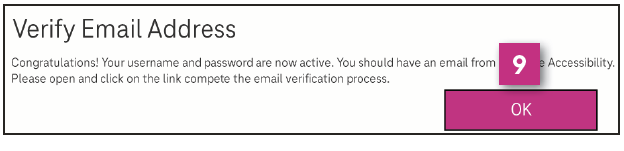 Verify Email Address
Congratulations! Your username and password are now active. You should have an email from 9 Accessibility.
Please open and click on the link compete the email verification process.
OK